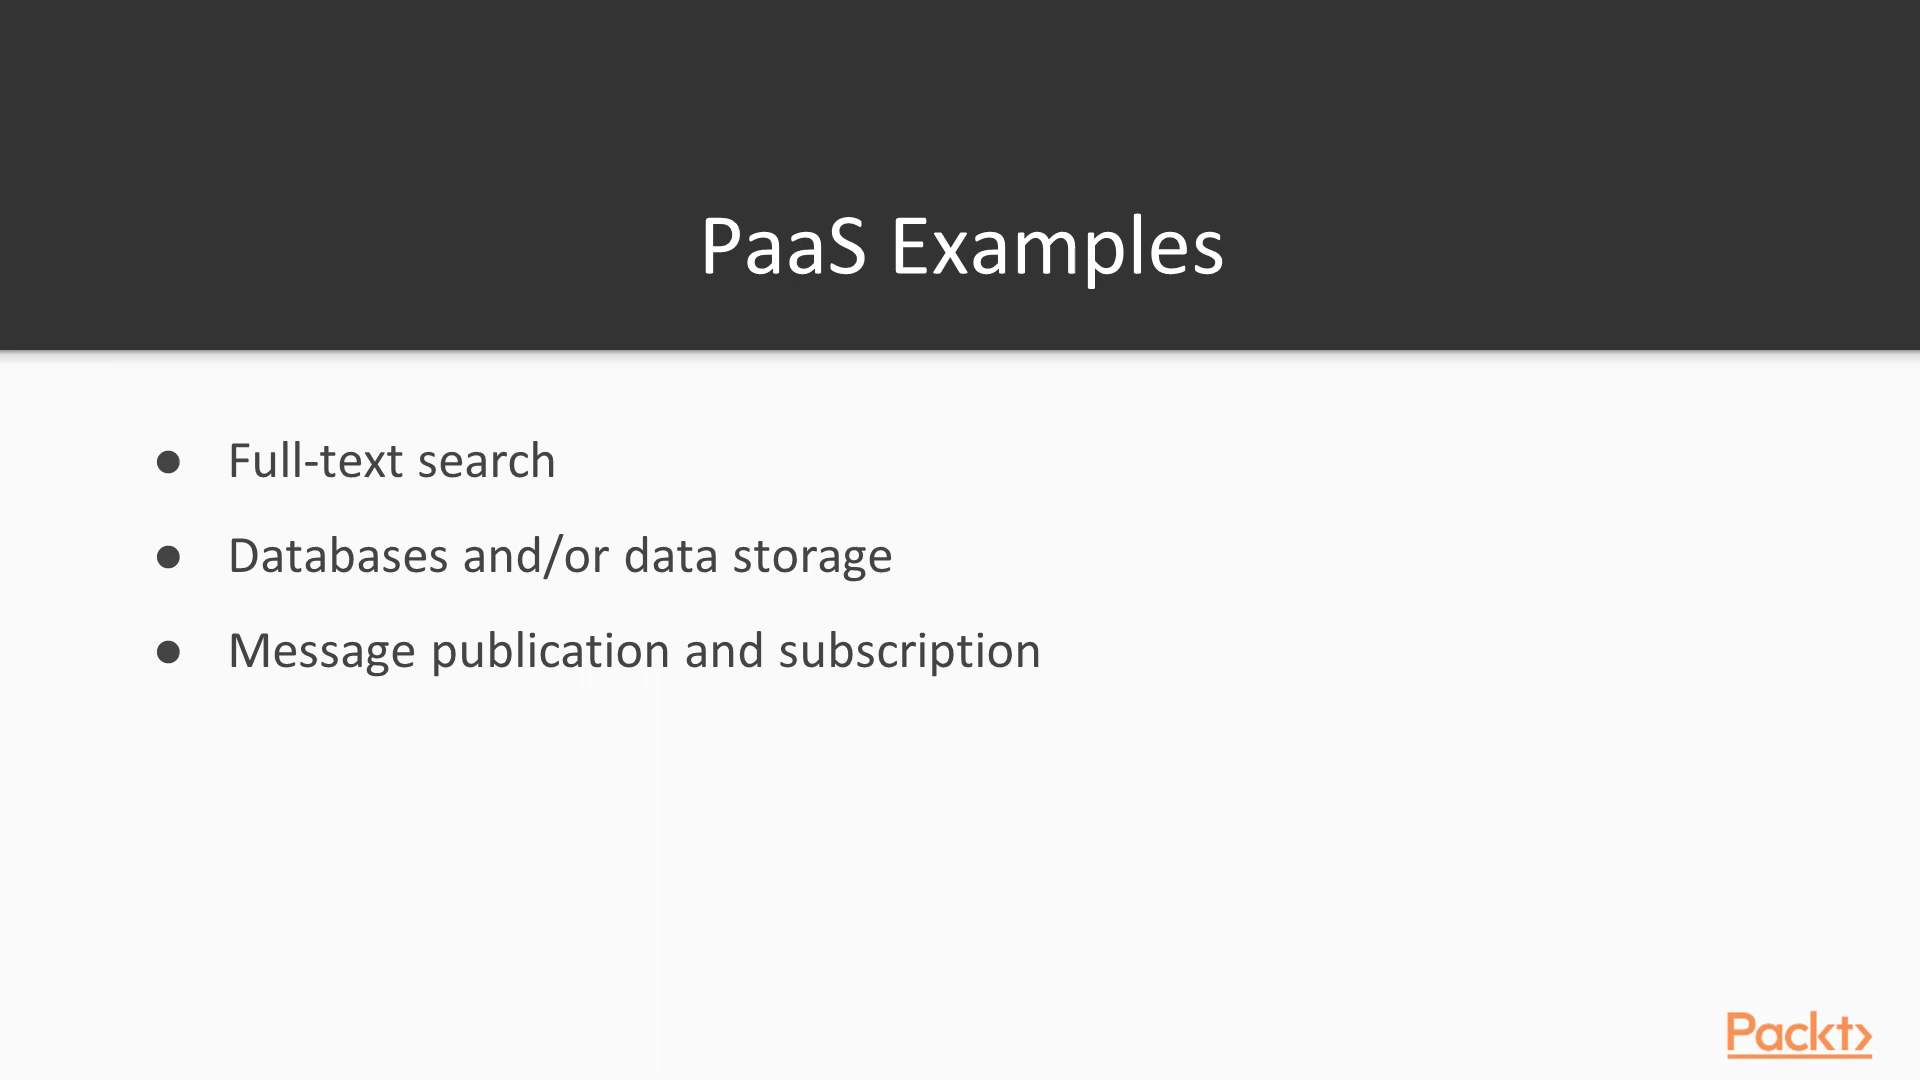 PaaS Examples
● Full-text search
● Databases and/or data storage
● Message publication and subscription
Packt>